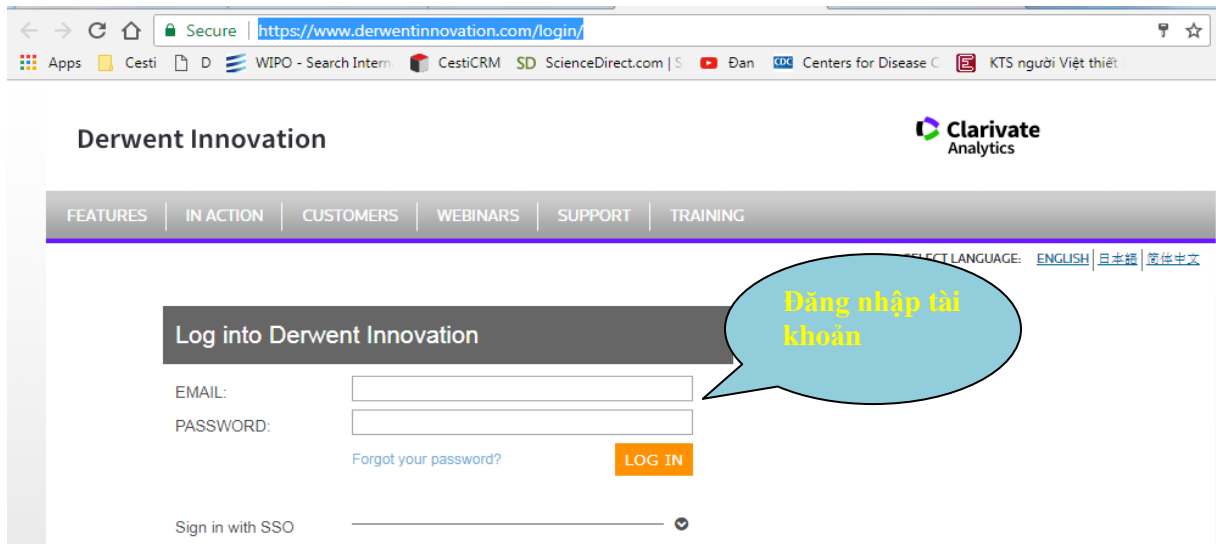 Secure | https://www.derwentinnovation.com/login/
Apps Cesti D WIPO - Search Intern CestiCRM SD ScienceDirect.com | S Đan CDC Centers for Disease C E KTS người Việt thiết
Derwent Innovation
Clarivate
Analytics
FEATURES IN ACTION CUSTOMERS WEBINARS SUPPORT TRAINING
LANGUAGE: ENGLISH 日本語 简体中文
Đăng nhập tài
khoản
Log into Derwent Innovation
EMAIL:
PASSWORD:
Forgot your password? LOG IN
Sign in with SSO